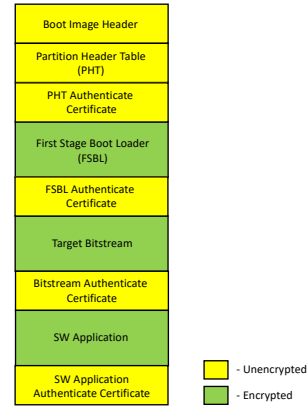 Boot Image Header
Partition Header Table
(PHT)
PHT Authenticate
Certificate
First Stage Boot Loader
(FSBL)
FSBL Authenticate
Certificate
Target Bitstream
Bitstream Authenticate
Certificate
SW Application
SW Application
Authenticate Certificate
- Unencrypted
- Encrypted